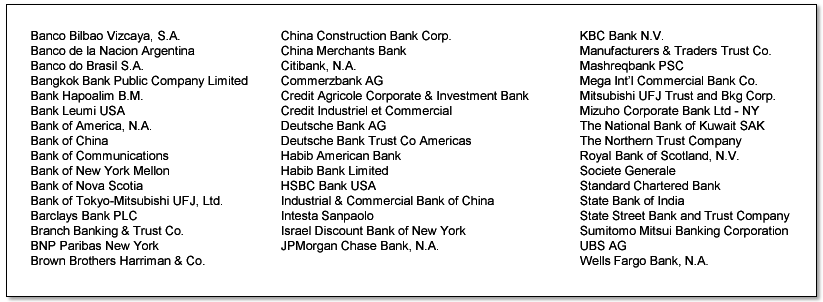 Banco Bilbao Vizcaya, S.A.
Banco de la Nacion Argentina
Banco do Brasil S.A.
Bangkok Bank Public Company Limited
Bank Hapoalim B.M.
Bank Leumi USA
Bank of America, N.A.
Bank of China
Bank of Communications
Bank of New York Mellon
Bank of Nova Scotia
Bank of Tokyo-Mitsubishi UFJ, Ltd.
Barclays Bank PLC
Branch Banking & Trust Co.
BNP Paribas New York
Brown Brothers Harriman & Co.
China Construction Bank Corp.
China Merchants Bank
Citibank, N.A.
Commerzbank AG
Credit Agricole Corporate & Investment Bank
Credit Industriel et Commercial
Deutsche Bank AG
Deutsche Bank Trust Co Americas
Habib American Bank
Habib Bank Limited
HSBC Bank USA
Industrial & Commercial Bank of China
Intesta Sanpaolo
Israel Discount Bank of New York
JPMorgan Chase Bank, N.A.
KBC Bank N.V.
Manufacturers & Traders Trust Co.
Mashreqbank PSC
Mega Int'l Commercial Bank Co.
Mitsubishi UFJ Trust and Bkg Corp.
Mizuho Corporate Bank Ltd - NY
The National Bank of Kuwait SAK
The Northern Trust Company
Royal Bank of Scotland, N.V.
Societe Generale
Standard Chartered Bank
State Bank of India
State Street Bank and Trust Company
Sumitomo Mitsui Banking Corporation
UBS AG
Wells Fargo Bank, N.A.